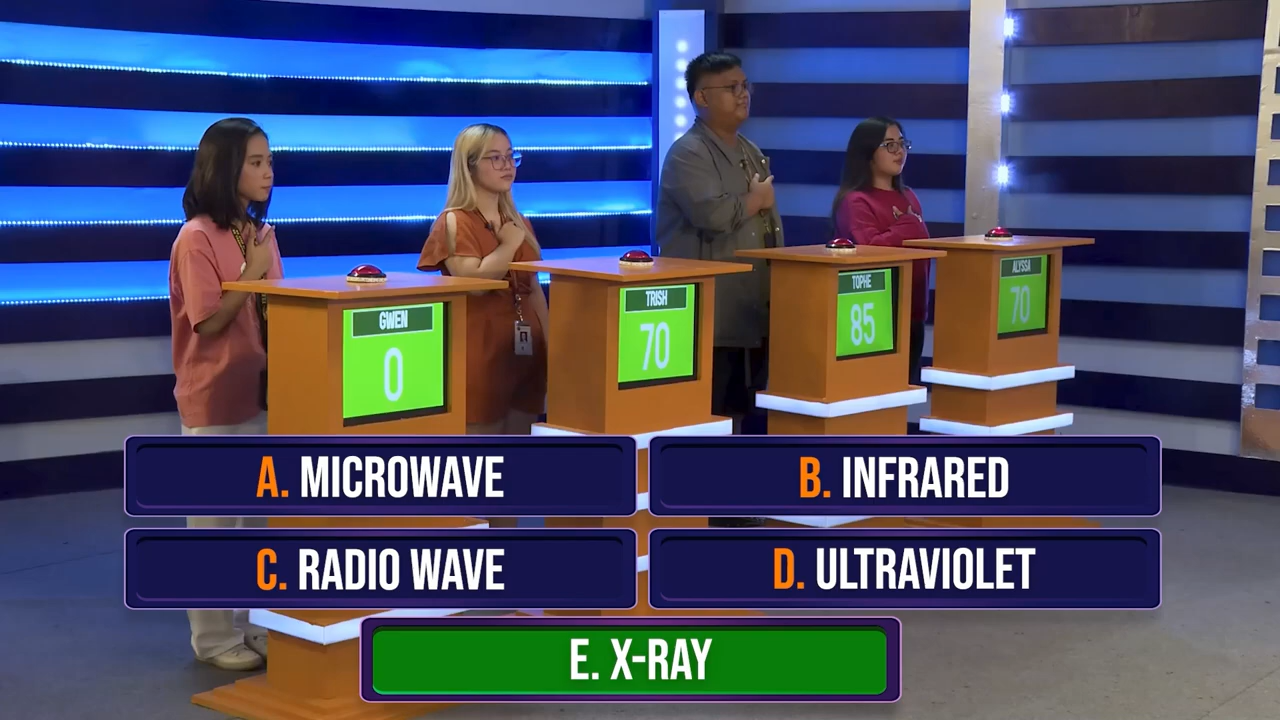 GWEN
0
TRISH
70
TOPHE
85
ALYSSA
70
A. MICROWAVE
B. INFRARED
C. RADIO WAVE
D. ULTRAVIOLET
E. X-RAY